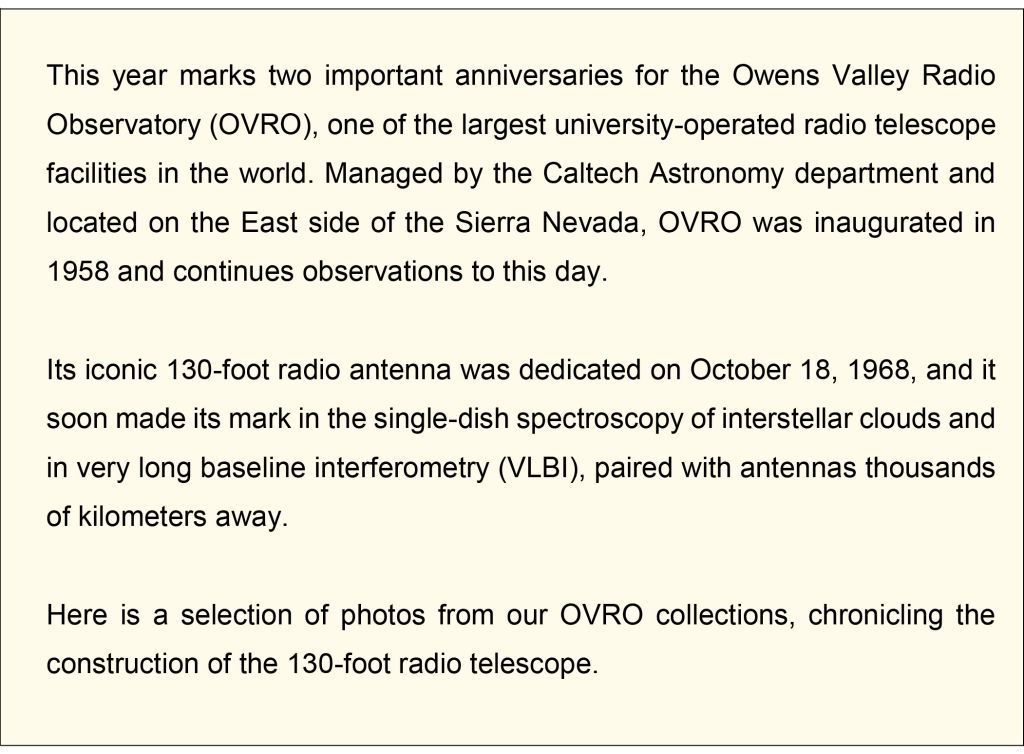 This year marks two important anniversaries for the Owens Valley Radio
Observatory (OVRO), one of the largest university-operated radio telescope
facilities in the world. Managed by the Caltech Astronomy department and
located on the East side of the Sierra Nevada, OVRO was inaugurated in
1958 and continues observations to this day.
Its iconic 130-foot radio antenna was dedicated on October 18, 1968, and it
soon made its mark in the single-dish spectroscopy of interstellar clouds and
in very long baseline interferometry (VLBI), paired with antennas thousands
of kilometers away.
Here is a selection of photos from our OVRO collections, chronicling the
construction of the 130-foot radio telescope.